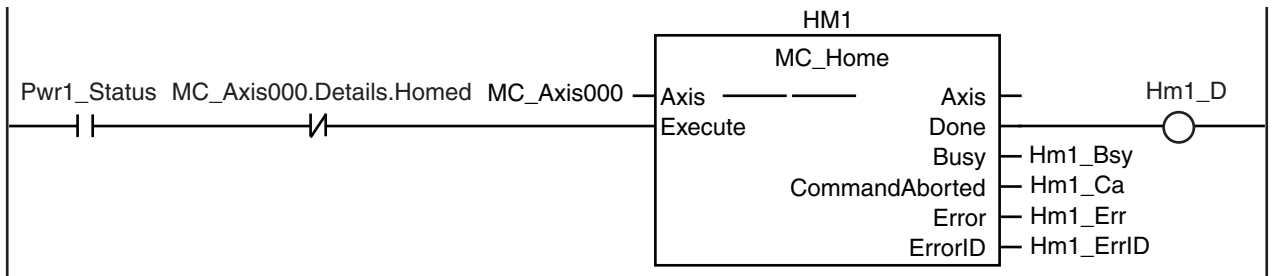 HM1
MC_Home
Pwr1_Status MC_Axis000.Details.Homed MC_Axis000 Axis Axis Hm1_D
Execute Done
Busy Hm1_Bsy
CommandAborted Hm1_Ca
Error Hm1_Err
ErrorID Hm1_ErrID